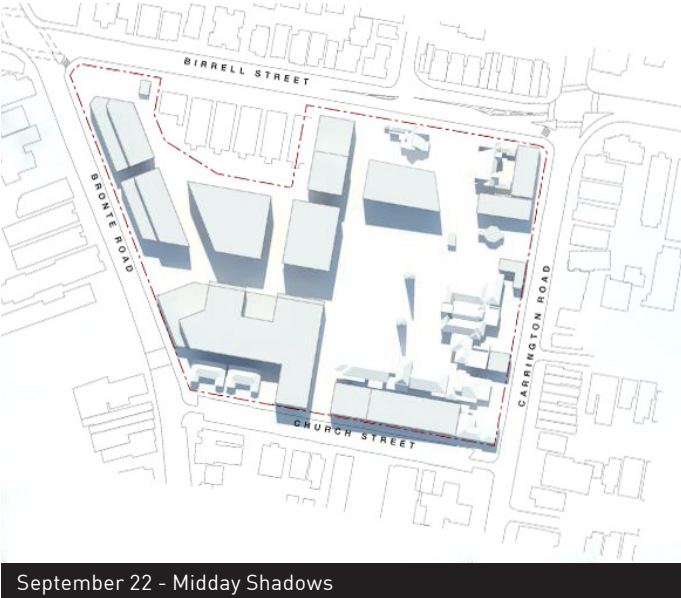 BIRRELL STREET
BRONTE ROAD
CARRINGTON ROAD
CHURCH STREET
September 22 - Midday Shadows